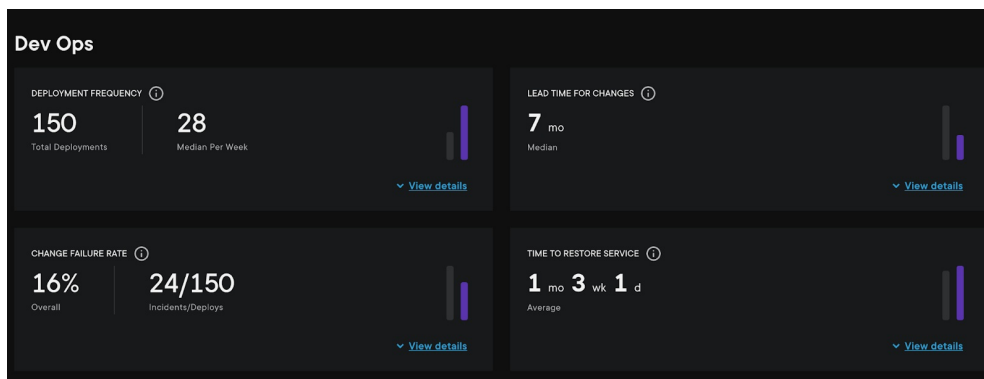 Dev Ops
DEPLOYMENT FREQUENCY
150
Total Deployments
28
Median Per Week
View details
LEAD TIME FOR CHANGES
7 mo
Median
View details
CHANGE FAILURE RATE
16%
Overall
24/150
Incidents/Deploys
View details
TIME TO RESTORE SERVICE
1 mo 3 wk 1 d
Average
View details